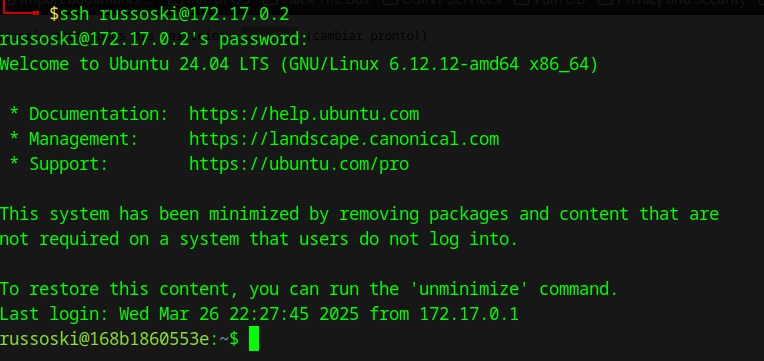 $ssh russoski@172.17.0.2
russoski@172.17.0.2's password: (cambiar pronto!)
Welcome to Ubuntu 24.04 LTS (GNU/Linux 6.12.12-amd64 x86_64)
* Documentation: https://help.ubuntu.com
* Management: https://landscape.canonical.com
* Support: https://ubuntu.com/pro
This system has been minimized by removing packages and content that are
not required on a system that users do not log into.
To restore this content, you can run the 'unminimize' command.
Last login: Wed Mar 26 22:27:45 2025 from 172.17.0.1
russoski@168b1860553e:~$